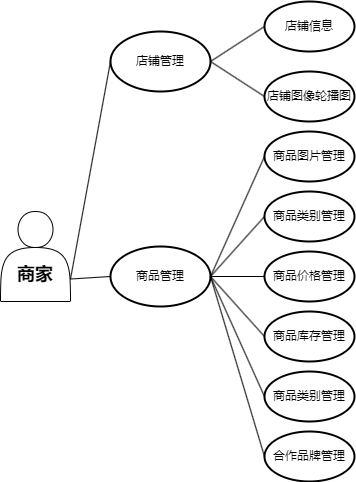 店铺信息
店铺管理
店铺图像轮播图
商品图片管理
商品类别管理
商家
商品管理
商品价格管理
商品库存管理
商品类别管理
合作品牌管理